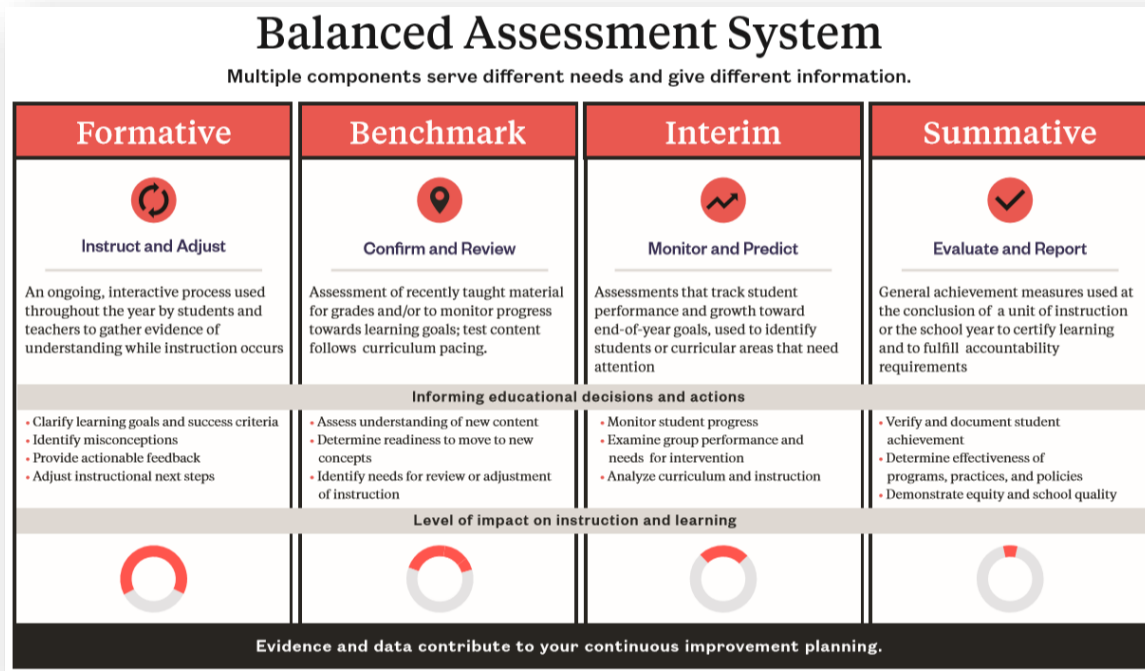 Balanced Assessment System
Multiple components serve different needs and give different information.
Formative
Instruct and Adjust
An ongoing, interactive process used
throughout the year by students and
teachers to gather evidence of
understanding while instruction occurs
Benchmark
Confirm and Review
Assessment of recently taught material
for grades and/or to monitor progress
towards learning goals; test content
follows curriculum pacing.
Interim
Monitor and Predict
Assessments that track student
performance and growth toward
end-of-year goals, used to identify
students or curricular areas that need
attention
Summative
Evaluate and Report
General achievement measures used at
the conclusion of a unit of instruction
or the school year to certify learning
and to fulfill accountability
requirements
Informing educational decisions and actions
• Clarify learning goals and success criteria
• Identify misconceptions
• Provide actionable feedback
• Adjust instructional next steps
• Assess understanding of new content
• Determine readiness to move to new
concepts
• Identify needs for review or adjustment
of instruction
• Monitor student progress
• Examine group performance and
needs for intervention
• Analyze curriculum and instruction
• Verify and document student
achievement
• Determine effectiveness of
programs, practices, and policies
• Demonstrate equity and school quality
Level of impact on instruction and learning
Evidence and data contribute to your continuous improvement planning.